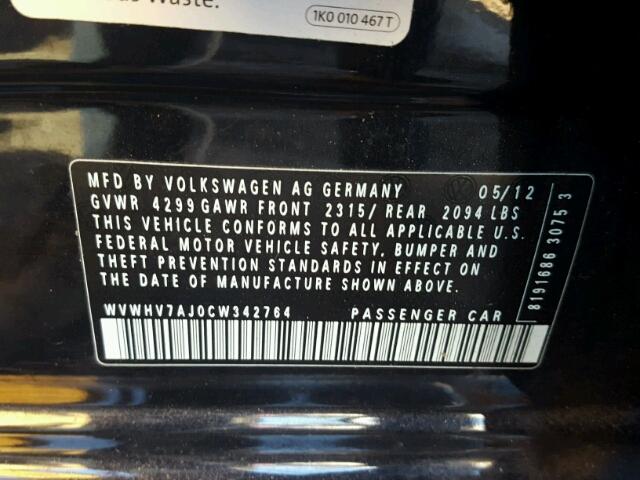 Waste.
1K0 010 467 T
MFD BY VOLKSWAGEN AG GERMANY 05/12
GVWR 4299 GAWR FRONT 2315/ REAR 2094 LBS
THIS VEHICLE CONFORMS TO ALL APPLICABLE U.S.
FEDERAL MOTOR VEHICLE SAFETY, BUMPER AND
THEFT PREVENTION STANDARDS IN EFFECT ON
THE DATE OF MANUFACTURE SHOWN ABOVE.
WVWHV7AJ0CW342764 PASSENGER CAR
8191686 3075 3